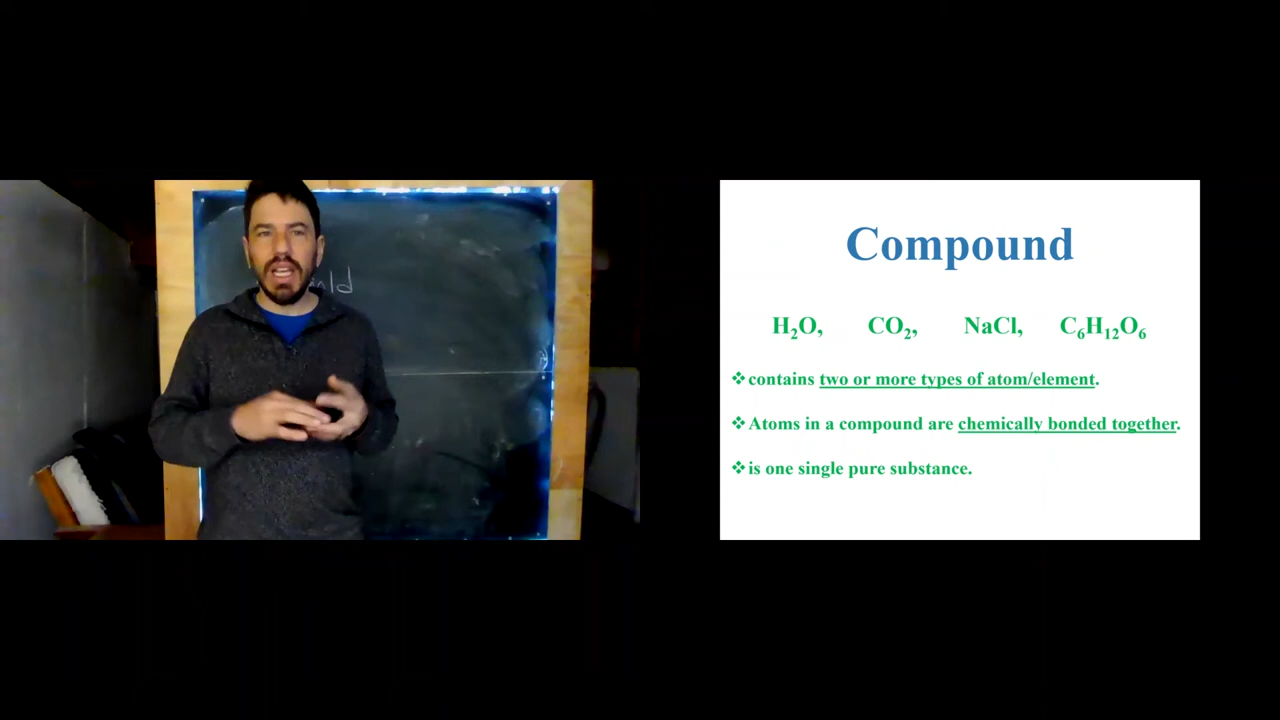 Compound
H₂O, CO₂, NaCl, C₆H₁₂O₆
❖contains two or more types of atom/element.
❖Atoms in a compound are chemically bonded together.
❖is one single pure substance.